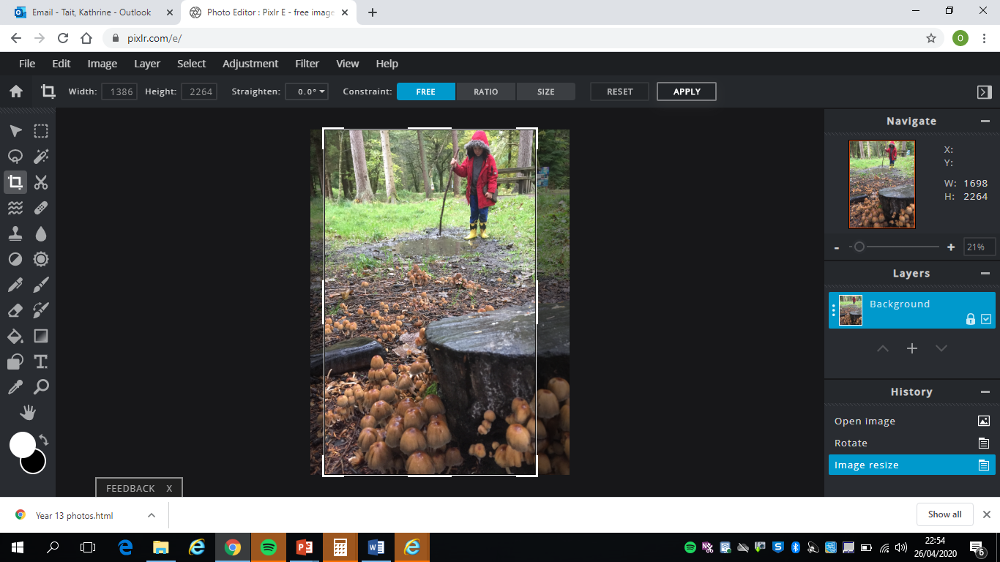 Email - Tait, Kathrine - Outlook
Photo Editor : Pixlr E - free image
pixlr.com/e/
O
File Edit Image Layer Select Adjustment Filter View Help
Width: 1386 Height: 2264 Straighten: 0.0° Constraint: FREE RATIO SIZE RESET APPLY
Navigate
X:
Y:
W: 1698
H: 2264
- + 21%
Layers
Background
History
Open image
Rotate
Image resize
FEEDBACK X
Year 13 photos.html
Show all
22:54
26/04/2020
6